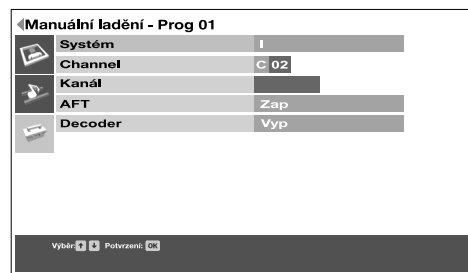 Manuální ladění - Prog 01
Systém I
Channel C 02
Kanál
AFT Zap
Decoder Vyp
Výběr: Potvrzení: OK